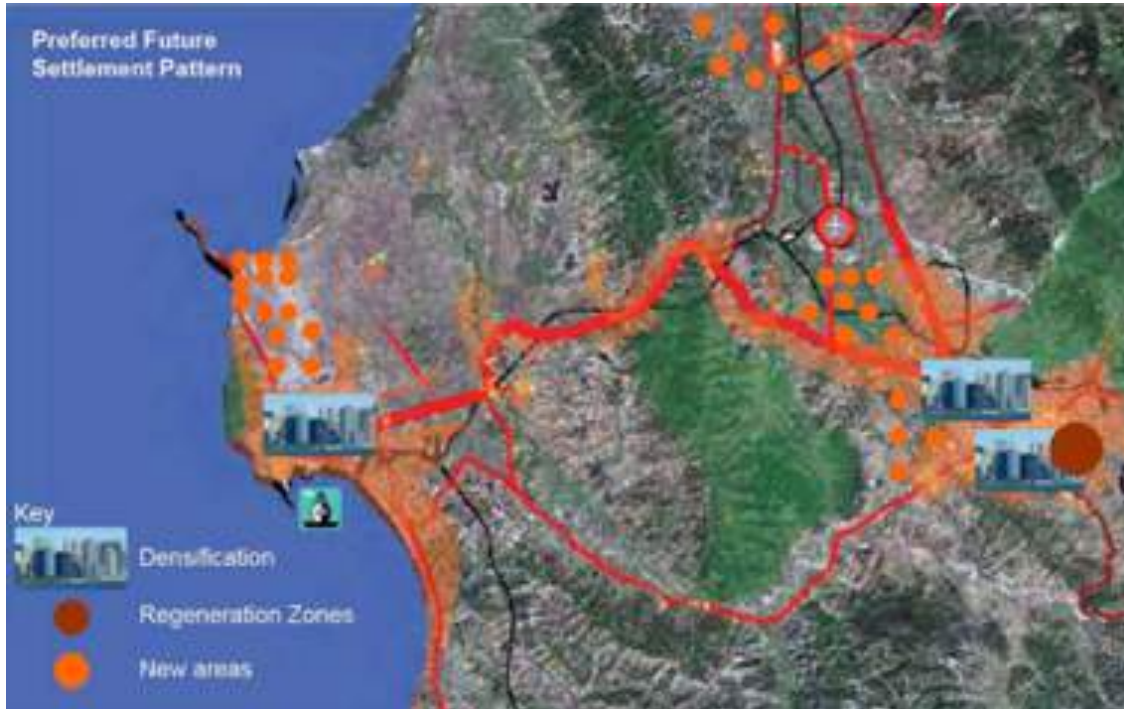 Preferred Future
Settlement Pattern
Key
Densification
Regeneration Zones
New areas